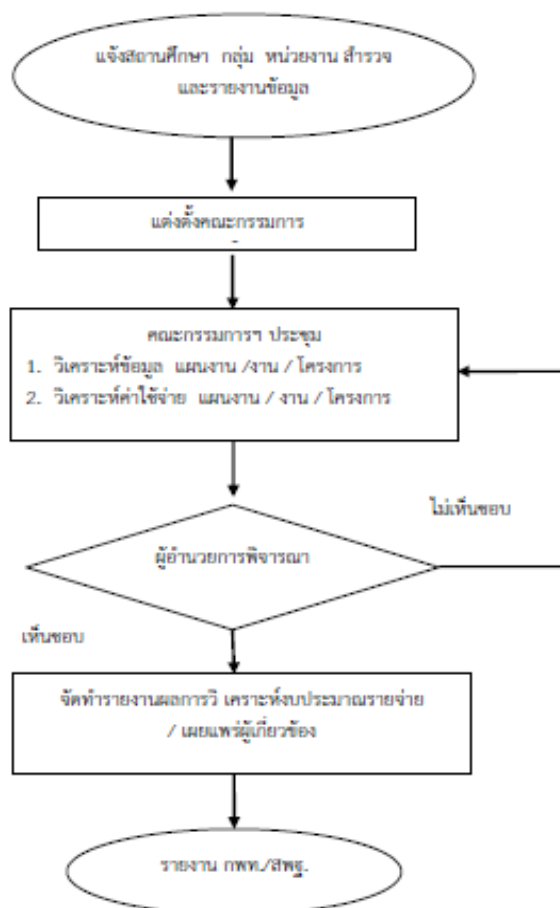 แจ้งสถานศึกษา กลุ่ม หน่วยงาน สำรวจ
และรายงานข้อมูล
แต่งตั้งคณะกรรมการ
-
คณะกรรมการฯ ประชุม
1. วิเคราะห์ข้อมูล แผนงาน /งาน / โครงการ
2. วิเคราะห์ค่าใช้จ่าย แผนงาน / งาน / โครงการ
ไม่เห็นชอบ
ผู้อำนวยการพิจารณา
เห็นชอบ
จัดทำรายงานผลการวิ เคราะห์งบประมาณรายจ่าย
/ เผยแพร่ผู้เกี่ยวข้อง
รายงาน กพท./สพฐ.